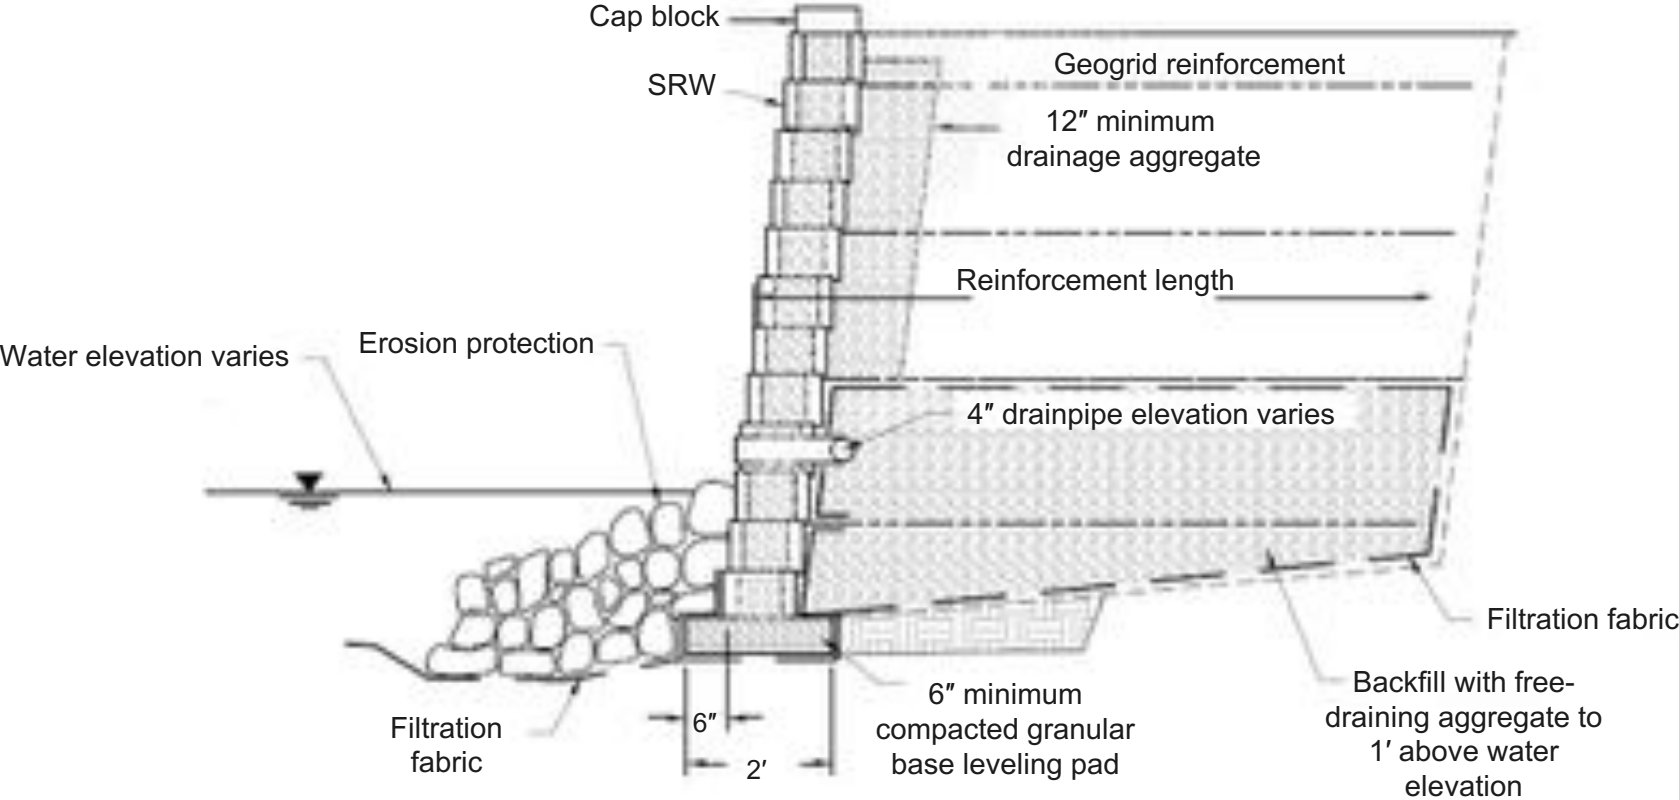 Cap block
SRW
Geogrid reinforcement
12″ minimum
drainage aggregate
Reinforcement length
Water elevation varies
Erosion protection
4″ drainpipe elevation varies
Filtration fabric
Backfill with free-
draining aggregate to
1′ above water
elevation
6″ minimum
compacted granular
base leveling pad
Filtration
fabric
6″
2′